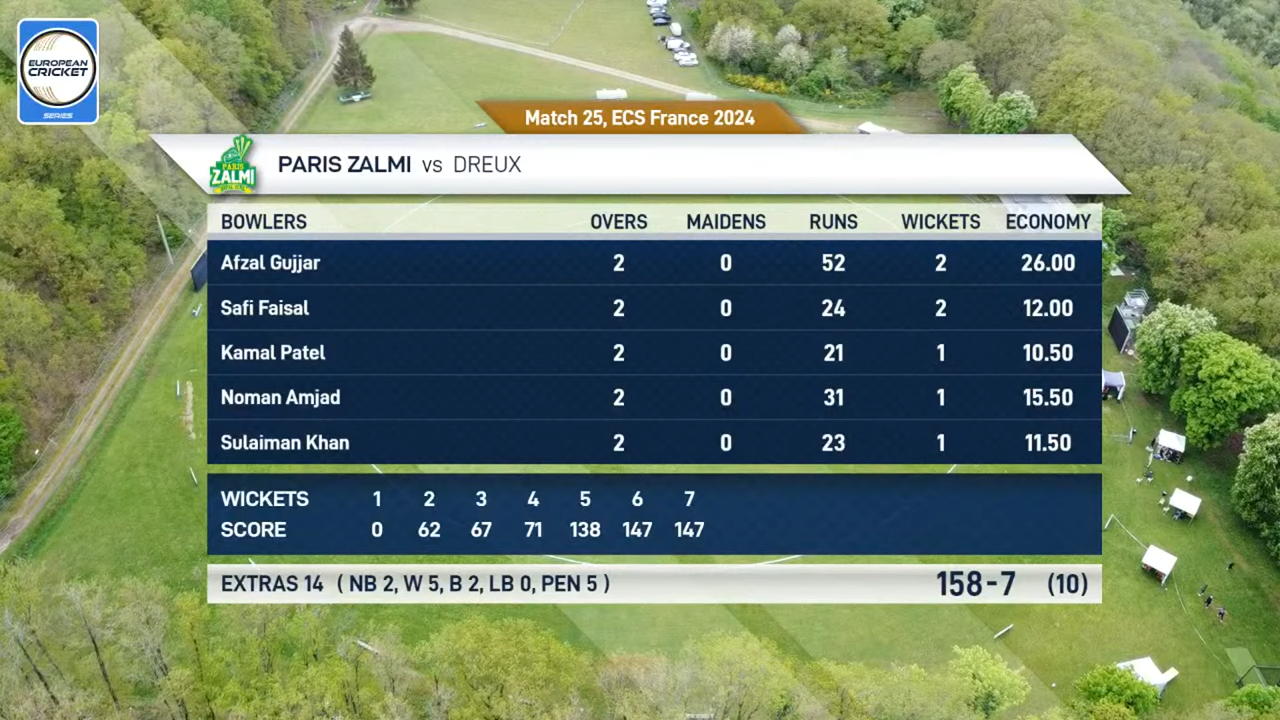 EUROPEAN
CRICKET
SERIES
Match 25, ECS France 2024
PARIS
ZALMI
PARIS ZALMI vs DREUX
BOWLERS OVERS MAIDENS RUNS WICKETS ECONOMY
Afzal Gujjar 2 0 52 2 26.00
Safi Faisal 2 0 24 2 12.00
Kamal Patel 2 0 21 1 10.50
Noman Amjad 2 0 31 1 15.50
Sulaiman Khan 2 0 23 1 11.50
WICKETS 1 2 3 4 5 6 7
SCORE 0 62 67 71 138 147 147
EXTRAS 14 ( NB 2, W 5, B 2, LB 0, PEN 5 ) 158-7 (10)